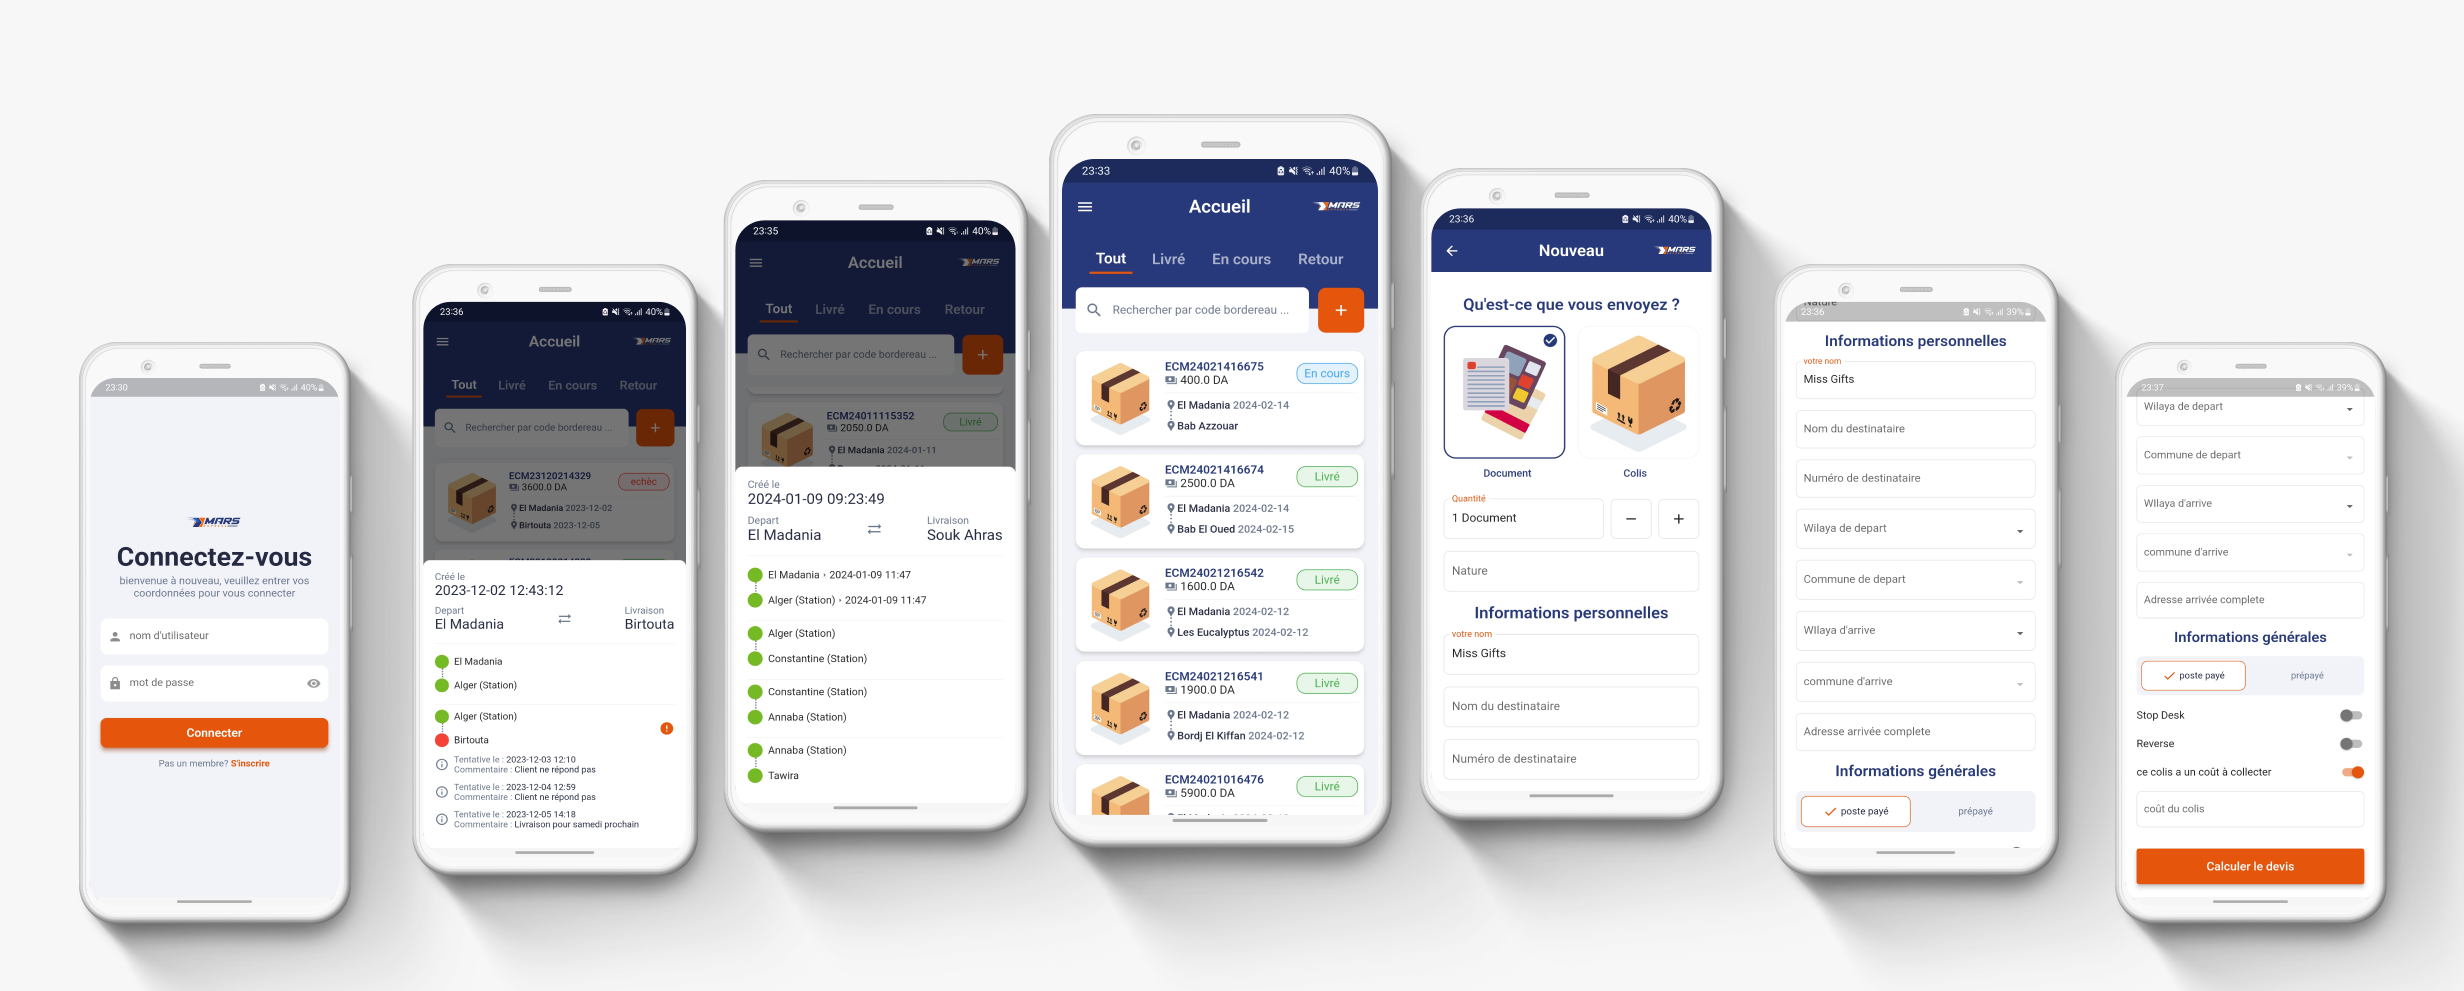 23:30
40%
MARS
Connectez-vous
bienvenue à nouveau, veuillez entrer vos
coordonnées pour vous connecter
nom d'utilisateur
mot de passe
Connecter
Pas un membre? S'inscrire
23:36
40%
Accueil
MARS
Tout
Livré
En cours
Retour
Rechercher par code bordereau ...
+
ECM23120214329
echèc
3600.0 DA
El Madania 2023-12-02
Birtouta 2023-12-05
Créé le
2023-12-02 12:43:12
Depart
Livraison
El Madania
Birtouta
El Madania
Alger (Station)
Alger (Station)
Birtouta
Tentative le : 2023-12-03 12:10
Commentaire : Client ne répond pas
Tentative le : 2023-12-04 12:59
Commentaire : Client ne répond pas
Tentative le : 2023-12-05 14:18
Commentaire : Livraison pour samedi prochain
23:35
40%
Accueil
MARS
Tout
Livré
En cours
Retour
Rechercher par code bordereau ...
+
ECM24011115352
Livré
2050.0 DA
El Madania 2024-01-11
Créé le
2024-01-09 09:23:49
Depart
Livraison
El Madania
Souk Ahras
El Madania • 2024-01-09 11:47
Alger (Station) • 2024-01-09 11:47
Alger (Station)
Constantine (Station)
Constantine (Station)
Annaba (Station)
Annaba (Station)
Tawira
23:33
40%
Accueil
MARS
Tout
Livré
En cours
Retour
Rechercher par code bordereau ...
+
ECM24021416675
En cours
400.0 DA
El Madania 2024-02-14
Bab Azzouar
ECM24021416674
Livré
2500.0 DA
El Madania 2024-02-14
Bab El Oued 2024-02-15
ECM24021216542
Livré
1600.0 DA
El Madania 2024-02-12
Les Eucalyptus 2024-02-12
ECM24021216541
Livré
1900.0 DA
El Madania 2024-02-12
Bordj El Kiffan 2024-02-12
ECM24021016476
Livré
5900.0 DA
23:36
40%
Nouveau
MARS
Qu'est-ce que vous envoyez ?
Document
Colis
Quantité
1 Document
−
+
Nature
Informations personnelles
votre nom
Miss Gifts
Nom du destinataire
Numéro de destinataire
Nature
23:36
39%
Informations personnelles
votre nom
Miss Gifts
Nom du destinataire
Numéro de destinataire
Wilaya de depart
Commune de depart
WIlaya d'arrive
commune d'arrive
Adresse arrivée complete
Informations générales
poste payé
prépayé
23:37
39%
Wilaya de depart
Commune de depart
WIlaya d'arrive
commune d'arrive
Adresse arrivée complete
Informations générales
poste payé
prépayé
Stop Desk
Reverse
ce colis a un coût à collecter
coût du colis
Calculer le devis